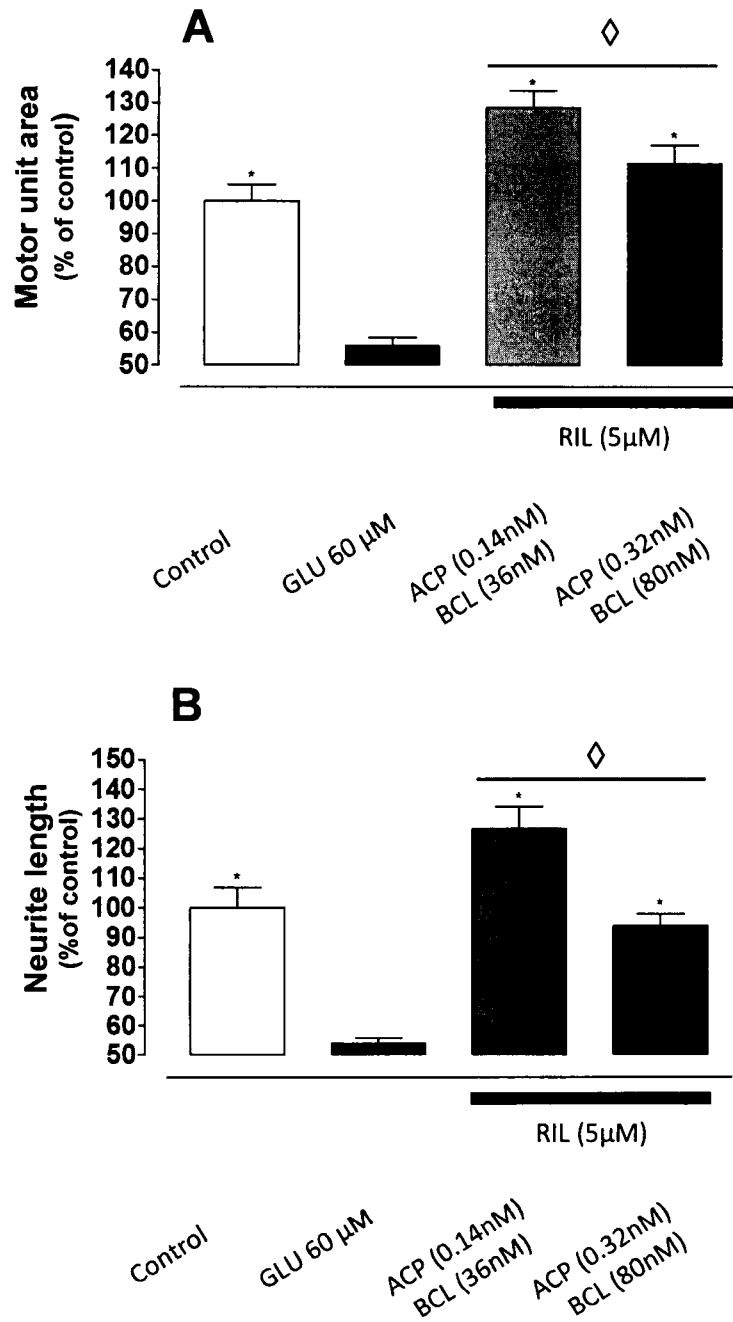 A
Motor unit area
(% of control)
140
130
120
110
100
90
80
70
60
50
*
*
*
◊
RIL (5µM)
Control
GLU 60 µM
ACP (0.14nM)
BCL (36nM)
ACP (0.32nM)
BCL (80nM)
B
Neurite length
(%of control)
150
140
130
120
110
100
90
80
70
60
50
*
*
*
◊
RIL (5µM)
Control
GLU 60 µM
ACP (0.14nM)
BCL (36nM)
ACP (0.32nM)
BCL (80nM)